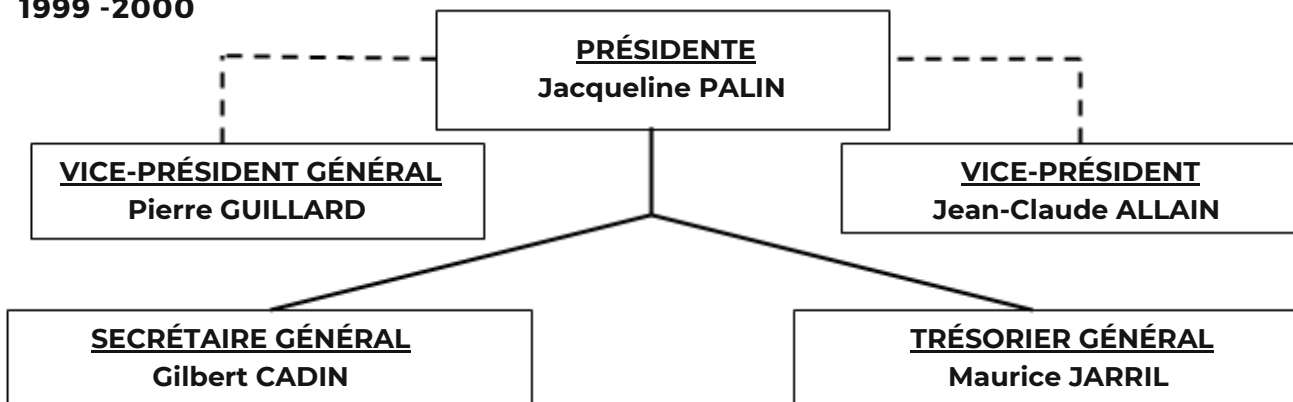 1999 -2000
PRÉSIDENTE
Jacqueline PALIN
VICE-PRÉSIDENT GÉNÉRAL
Pierre GUILLARD
VICE-PRÉSIDENT
Jean-Claude ALLAIN
SECRÉTAIRE GÉNÉRAL
Gilbert CADIN
TRÉSORIER GÉNÉRAL
Maurice JARRIL